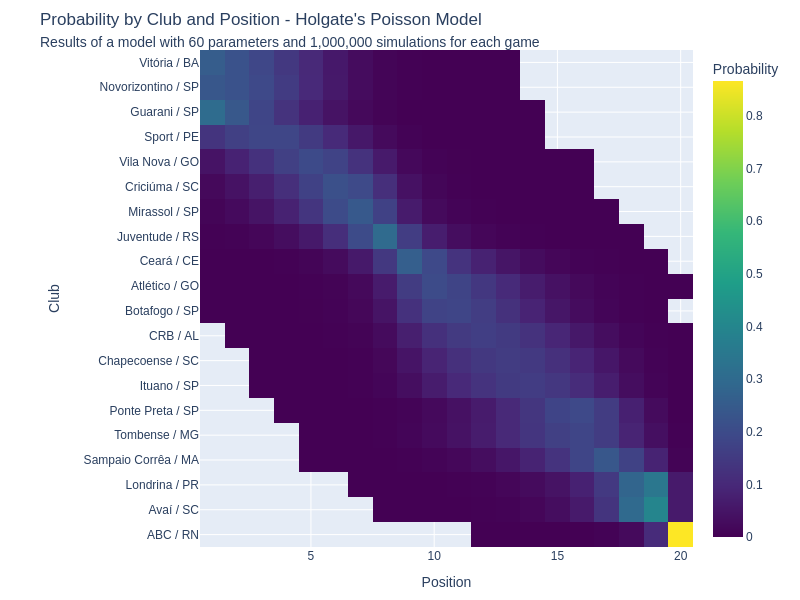 Probability by Club and Position - Holgate's Poisson Model
Results of a model with 60 parameters and 1,000,000 simulations for each game
Probability
Vitória / BA
Novorizontino / SP
Guarani / SP
Sport / PE
Vila Nova / GO
Criciúma / SC
Mirassol / SP
Juventude / RS
Ceará / CE
Atlético / GO
Botafogo / SP
CRB / AL
Chapecoense / SC
Ituano / SP
Ponte Preta / SP
Tombense / MG
Sampaio Corrêa / MA
Londrina / PR
Avaí / SC
ABC / RN
Club
5
10
15
20
Position
0.8
0.7
0.6
0.5
0.4
0.3
0.2
0.1
0